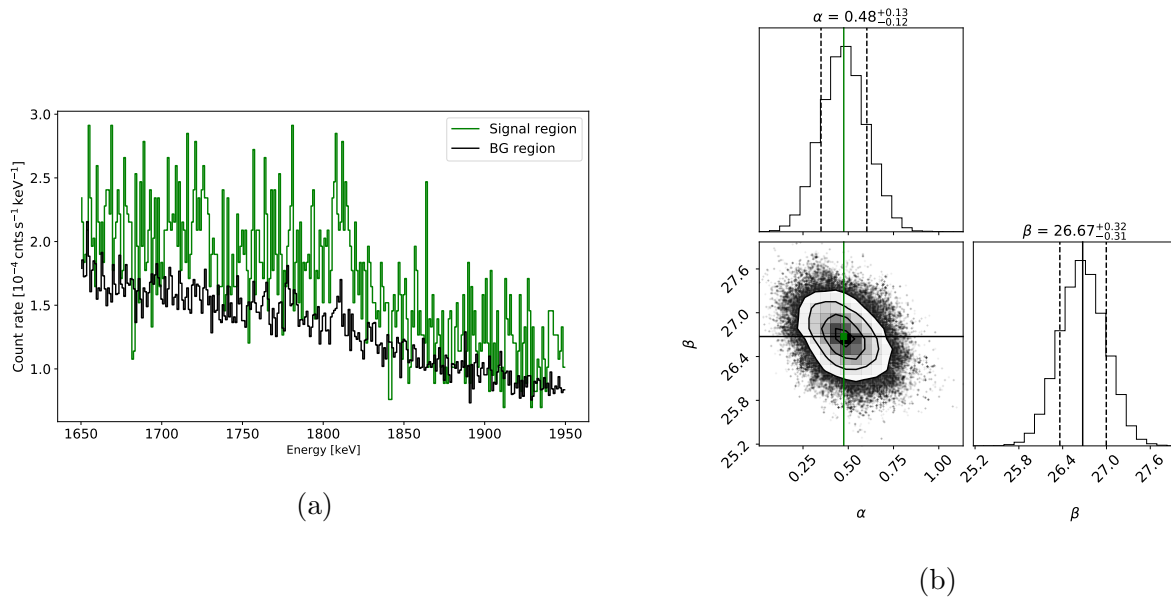 α = 0.48+0.13−0.12
3.0
2.5
2.0
1.5
1.0
Count rate [10−4 cnts s−1 keV−1]
Signal region
BG region
1650 1700 1750 1800 1850 1900 1950
Energy [keV]
(a)
β = 26.67+0.32−0.31
27.6
27.0
26.4
25.8
25.2
β
0.25 0.50 0.75 1.00
α
25.2 25.8 26.4 27.0 27.6
β
(b)